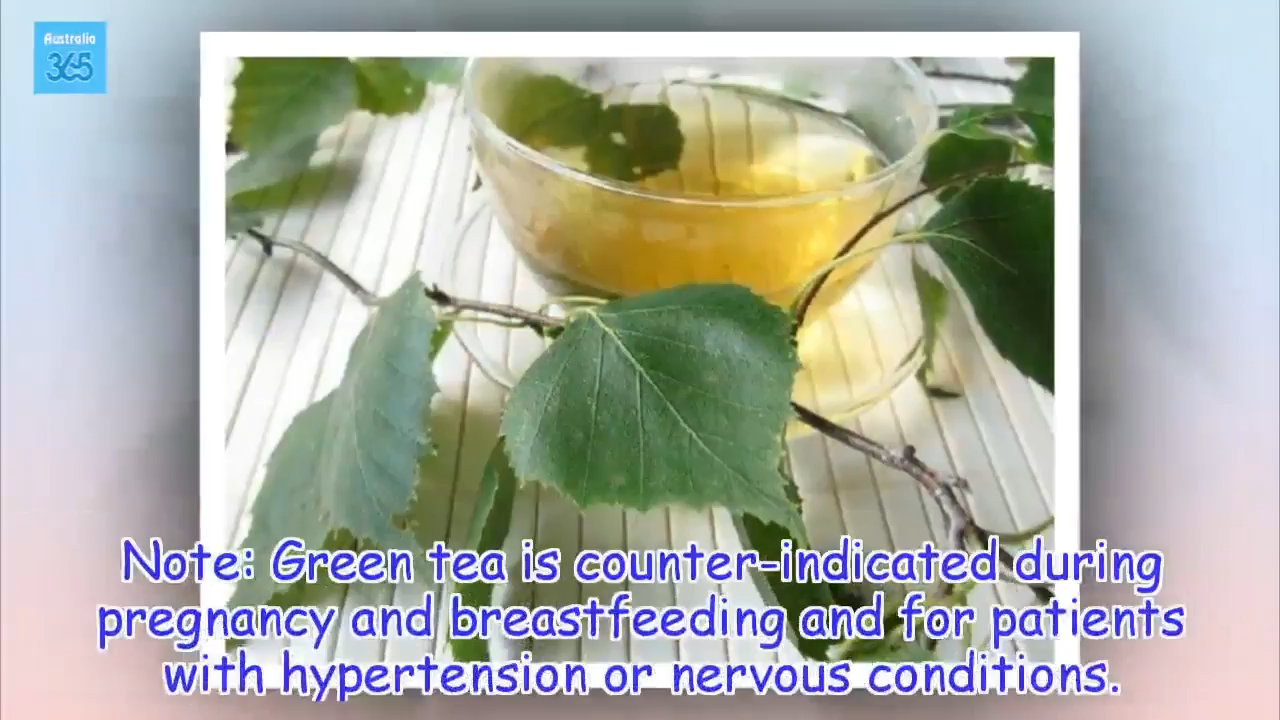 Australia
365
Note: Green tea is counter-indicated during
pregnancy and breastfeeding and for patients
with hypertension or nervous conditions.